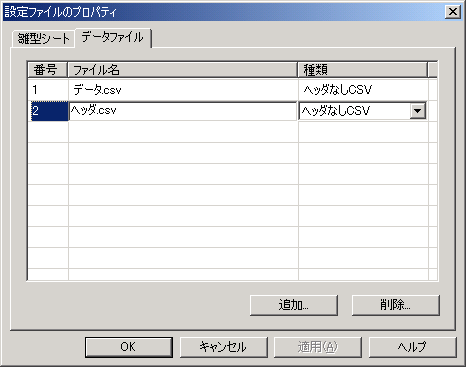 設定ファイルのプロパティ
雛型シート データファイル
番号 ファイル名 種類
1 データ.csv ヘッダなしCSV
2 ヘッダ.csv ヘッダなしCSV
追加... 削除...
OK キャンセル 適用(A) ヘルプ